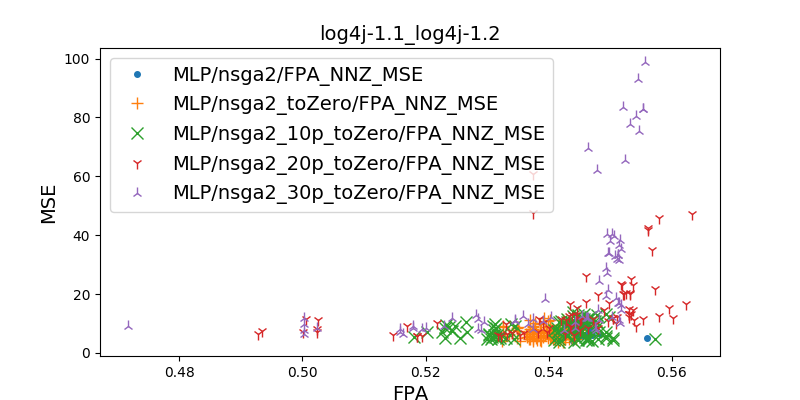 log4j-1.1_log4j-1.2
MLP/nsga2/FPA_NNZ_MSE
MLP/nsga2_toZero/FPA_NNZ_MSE
MLP/nsga2_10p_toZero/FPA_NNZ_MSE
MLP/nsga2_20p_toZero/FPA_NNZ_MSE
MLP/nsga2_30p_toZero/FPA_NNZ_MSE
MSE
100
80
60
40
20
0
0.48 0.50 0.52 0.54 0.56
FPA